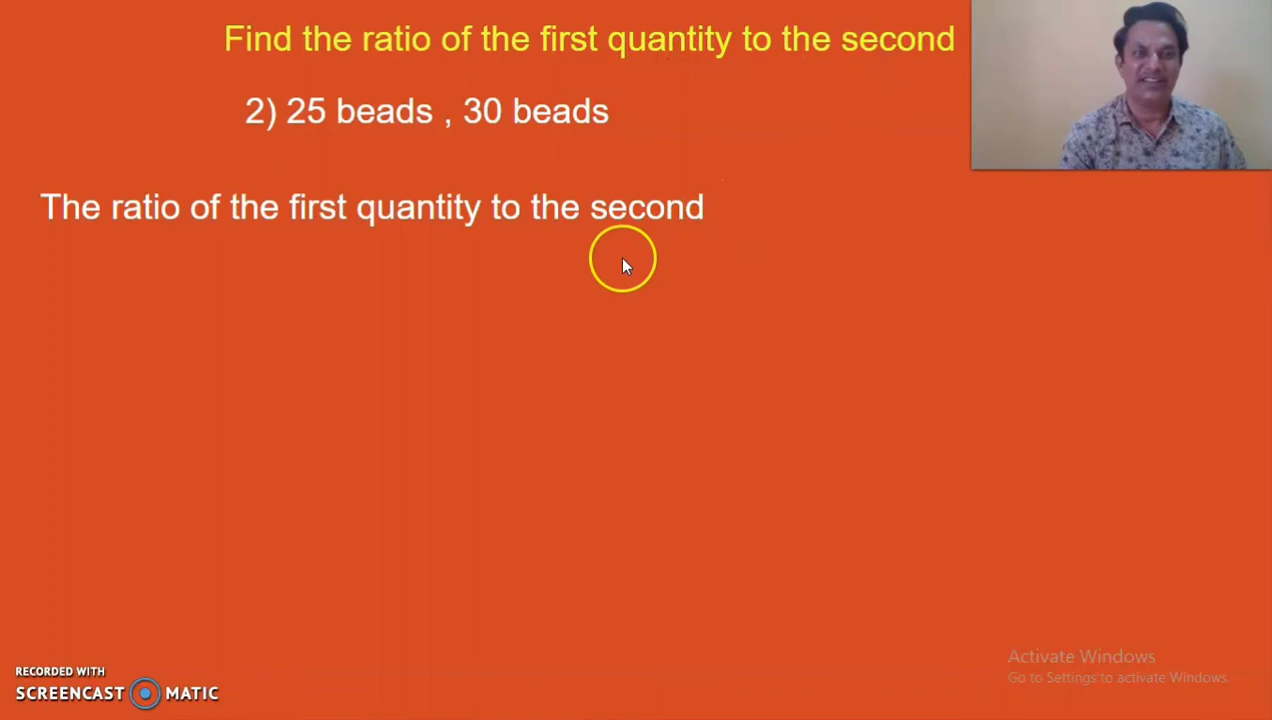 Find the ratio of the first quantity to the second
2) 25 beads , 30 beads
The ratio of the first quantity to the second
Activate Windows
Go to Settings to activate Windows.
RECORDED WITH
SCREENCAST MATIC